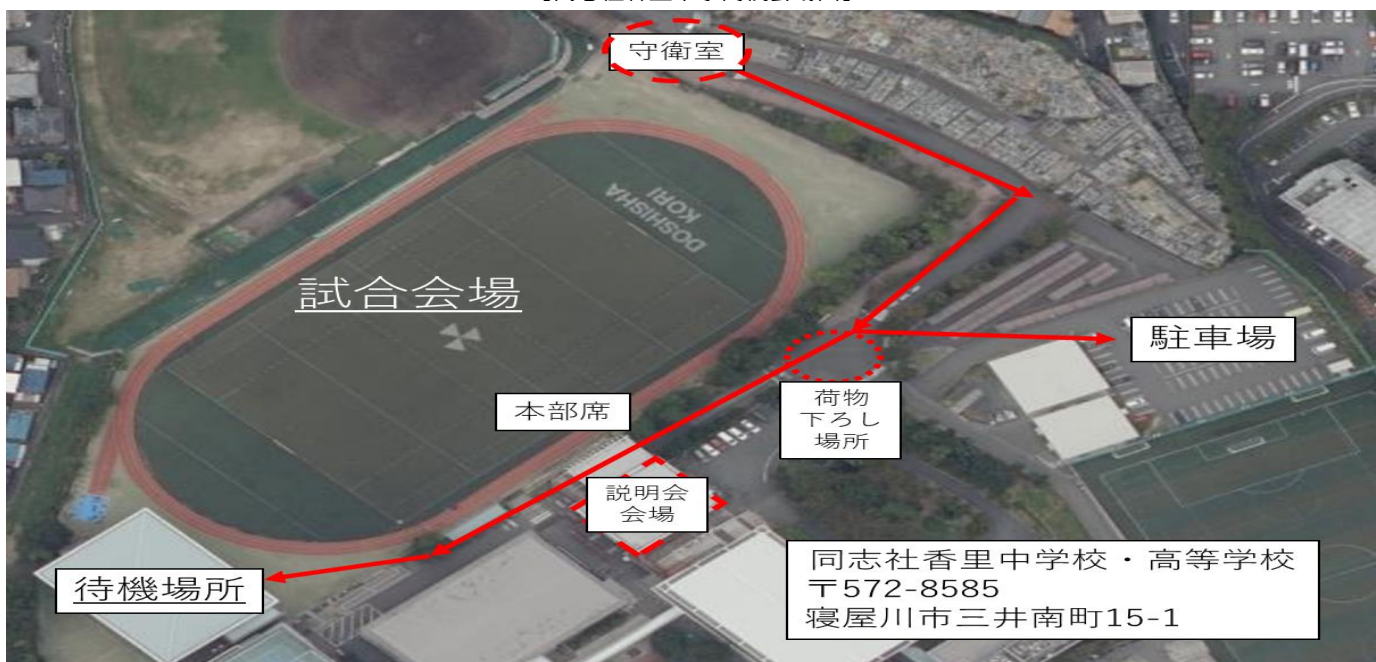 守衛室
DOSHISHA
KORI
試合会場
駐車場
本部席
荷物
下ろし
場所
説明会
会場
待機場所
同志社香里中学校・高等学校
〒572-8585
寝屋川市三井南町15-1